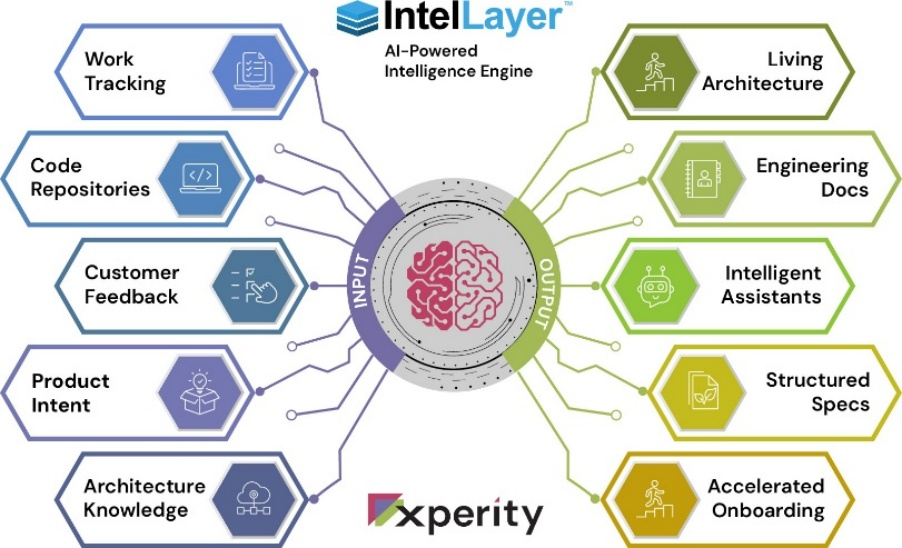 IntelLayer™
AI-Powered
Intelligence Engine
Work
Tracking
Code
Repositories
Customer
Feedback
Product
Intent
Architecture
Knowledge
INPUT
OUTPUT
Living
Architecture
Engineering
Docs
Intelligent
Assistants
Structured
Specs
Accelerated
Onboarding
xperity